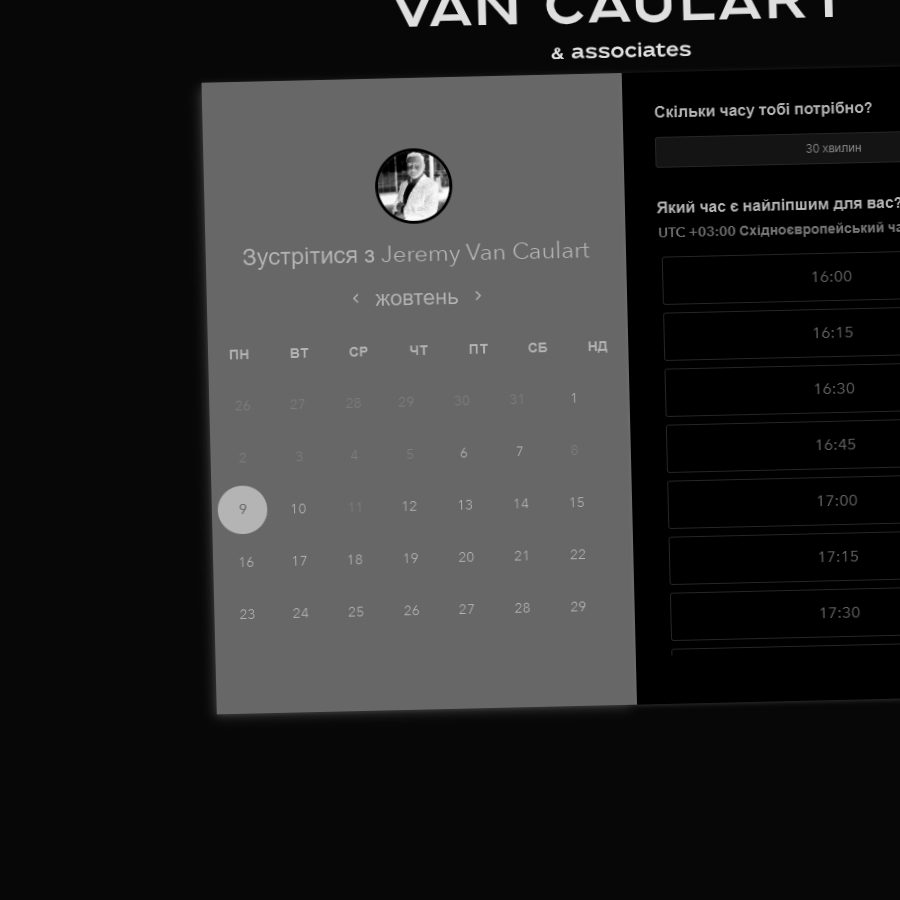 VAN CAULART
& associates
Зустрітися з Jeremy Van Caulart
жовтень
ПН ВТ СР ЧТ ПТ СБ НД
26 27 28 29 30 31 1
2 3 4 5 6 7 8
9 10 11 12 13 14 15
16 17 18 19 20 21 22
23 24 25 26 27 28 29
Скільки часу тобі потрібно?
30 хвилин
Який час є найліпшим для вас?
UTC +03:00 Східноєвропейський
16:00
16:15
16:30
16:45
17:00
17:15
17:30